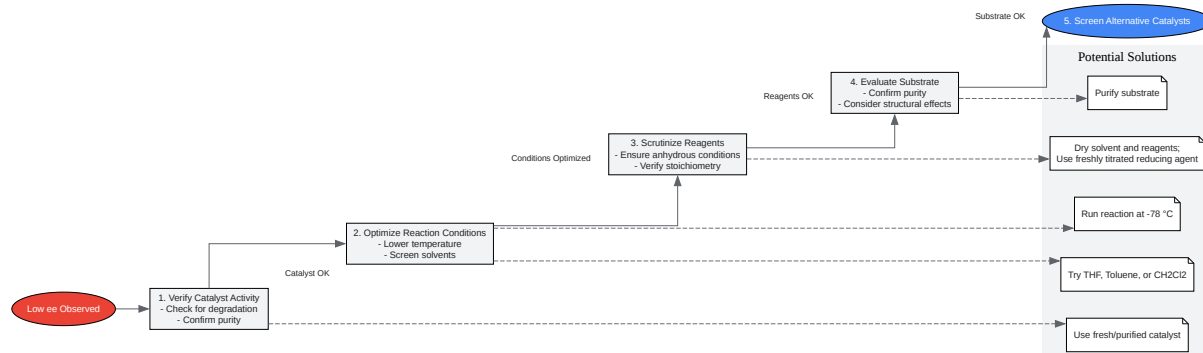 Low ee Observed
1. Verify Catalyst Activity
- Check for degradation
- Confirm purity
Catalyst OK
2. Optimize Reaction Conditions
- Lower temperature
- Screen solvents
Conditions Optimized
3. Scrutinize Reagents
- Ensure anhydrous conditions
- Verify stoichiometry
Reagents OK
4. Evaluate Substrate
- Confirm purity
- Consider structural effects
Substrate OK
5. Screen Alternative Catalysts
Potential Solutions
Purify substrate
Dry solvent and reagents;
Use freshly titrated reducing agent
Run reaction at -78 °C
Try THF, Toluene, or CH2Cl2
Use fresh/purified catalyst